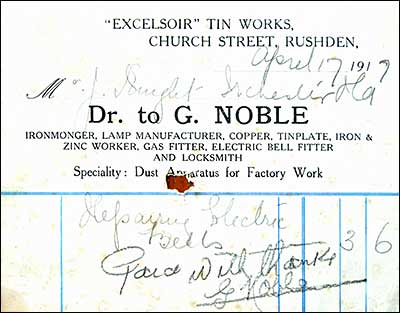 "EXCELSOIR" TIN WORKS,
CHURCH STREET, RUSHDEN,
April 17 1917
Mr J. Knight Irchester Rd
Dr. to G. NOBLE
IRONMONGER, LAMP MANUFACTURER, COPPER, TINPLATE, IRON &
ZINC WORKER, GAS FITTER, ELECTRIC BELL FITTER
AND LOCKSMITH
Speciality: Dust Apparatus for Factory Work
Repairing Electric
Bells 3 6
Paid with thanks
G Noble